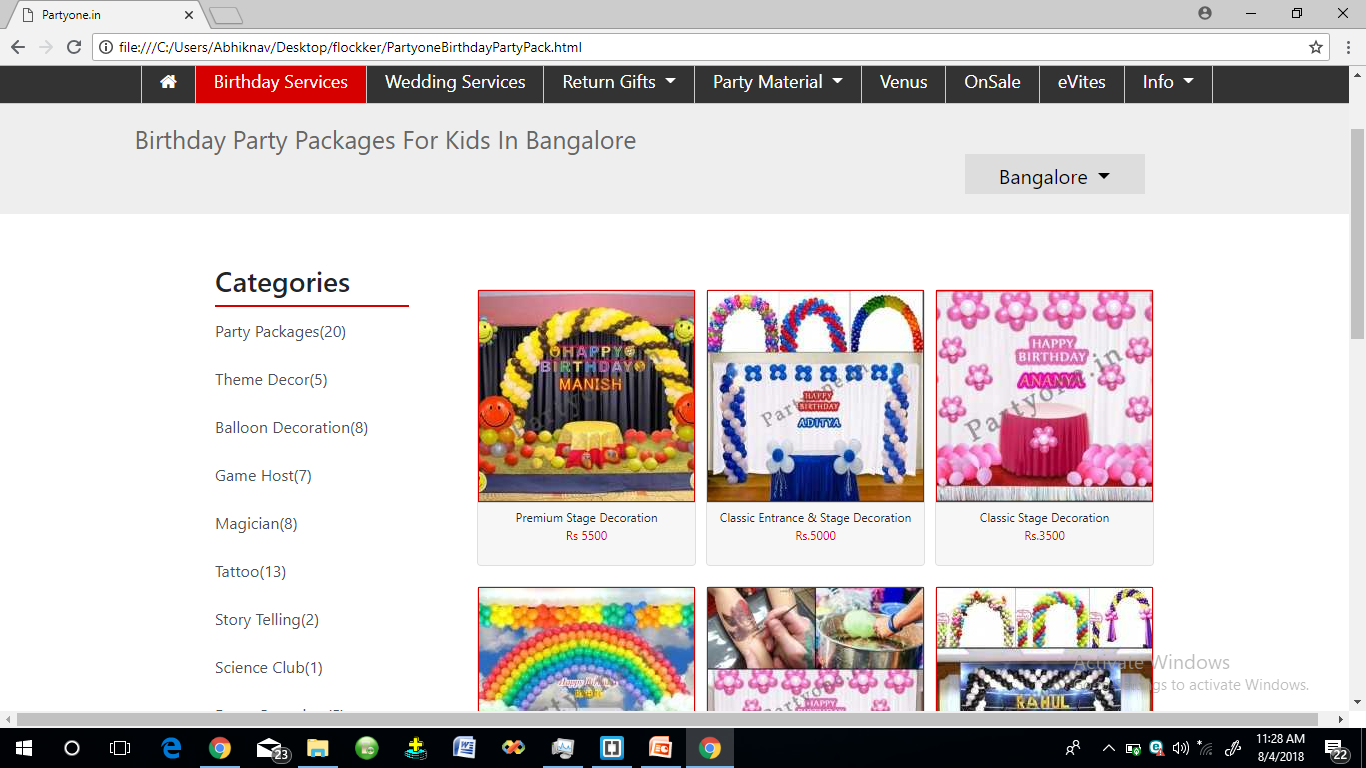 Partyone.in
file:///C:/Users/Abhiknav/Desktop/flockker/PartyoneBirthdayPartyPack.html
Birthday Services Wedding Services Return Gifts Party Material Venus OnSale eVites Info
Birthday Party Packages For Kids In Bangalore
Bangalore
Categories
Party Packages(20)
Theme Decor(5)
Balloon Decoration(8)
Game Host(7)
Magician(8)
Tattoo(13)
Story Telling(2)
Science Club(1)
HAPPY
BIRTHDAY
MANISH
Partyone.in
Premium Stage Decoration
Rs 5500
HAPPY
BIRTHDAY
ADITYA
Partyone.in
Classic Entrance & Stage Decoration
Rs.5000
HAPPY
BIRTHDAY
ANANYA
Partyone.in
Classic Stage Decoration
Rs.3500
Happy Birthday
HAPPY
RAHUL
Activate Windows
gs to activate Windows.
23
11:28 AM
8/4/2018
22